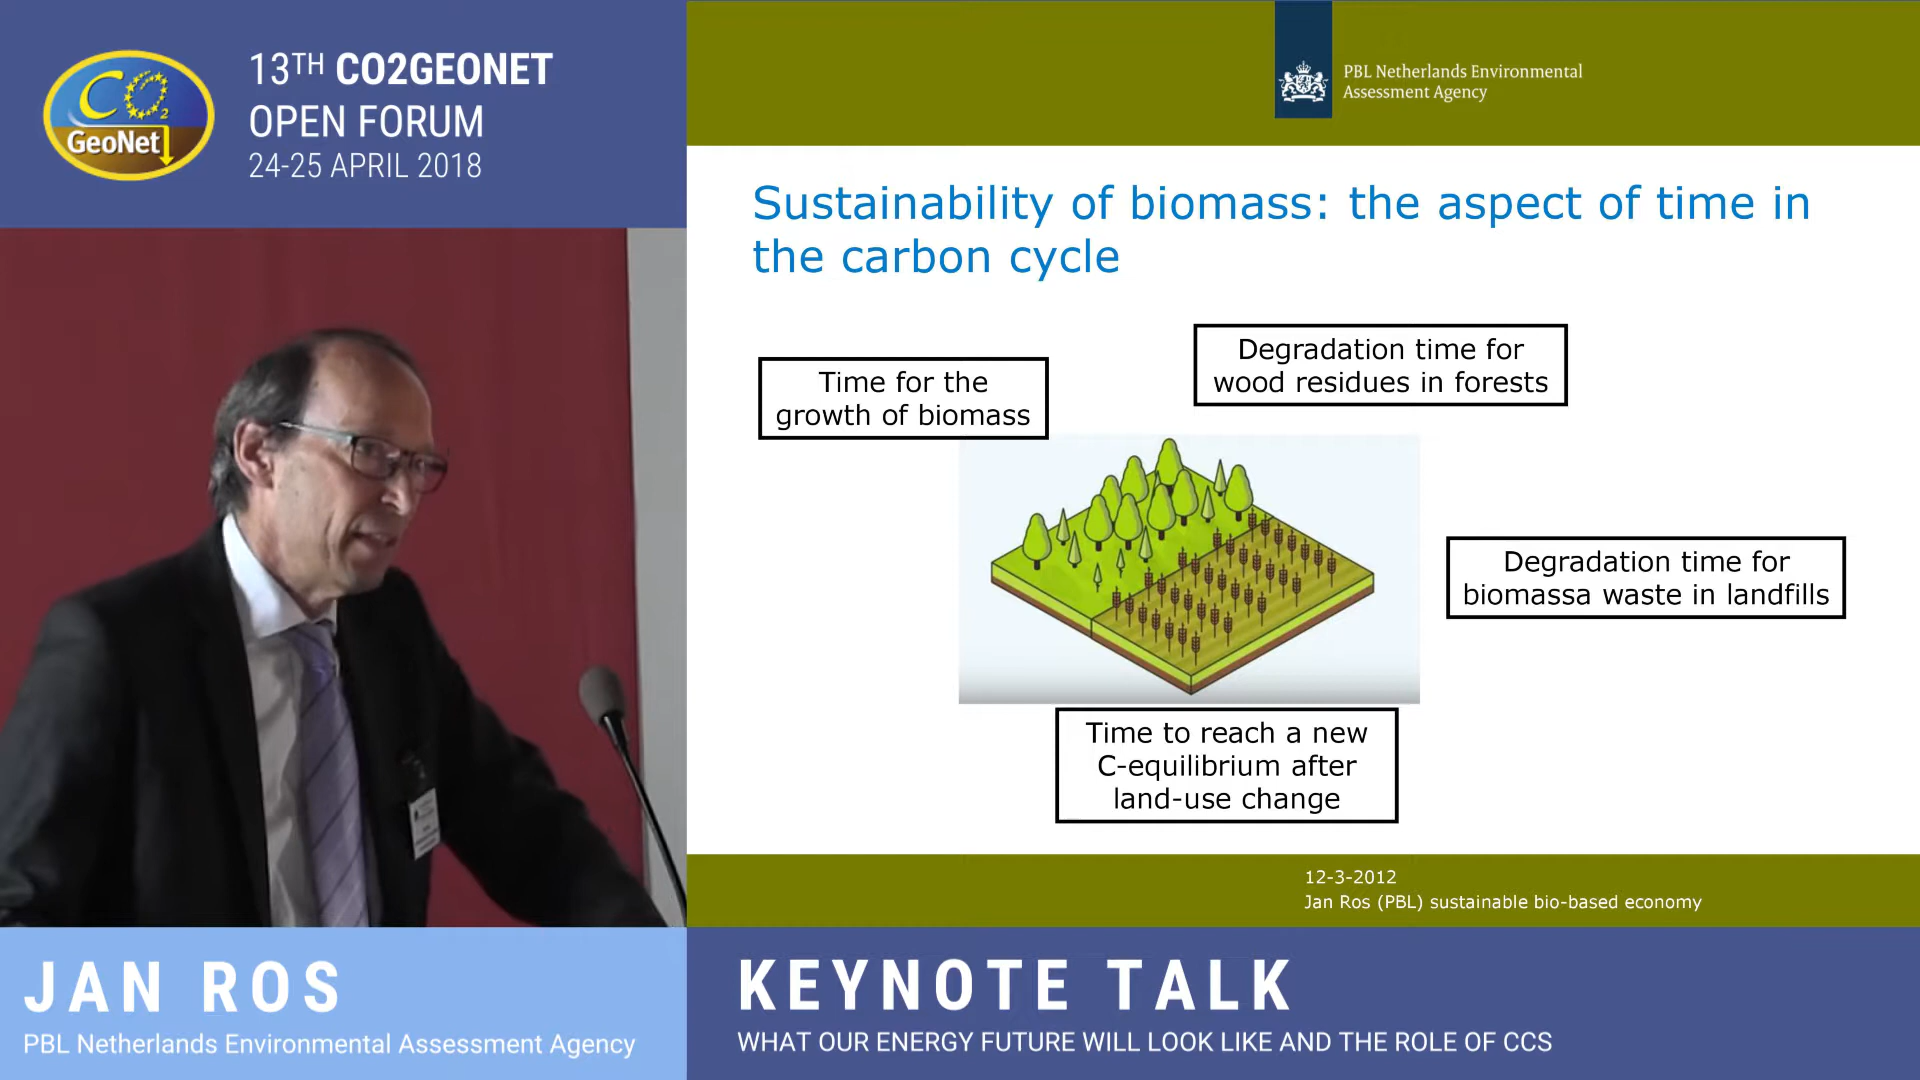 CO2
GeoNet
13TH CO2GEONET
OPEN FORUM
24-25 APRIL 2018
PBL Netherlands Environmental
Assessment Agency
Sustainability of biomass: the aspect of time in
the carbon cycle
Time for the
growth of biomass
Degradation time for
wood residues in forests
Degradation time for
biomassa waste in landfills
Time to reach a new
C-equilibrium after
land-use change
12-3-2012
Jan Ros (PBL) sustainable bio-based economy
JAN ROS
PBL Netherlands Environmental Assessment Agency
KEYNOTE TALK
WHAT OUR ENERGY FUTURE WILL LOOK LIKE AND THE ROLE OF CCS